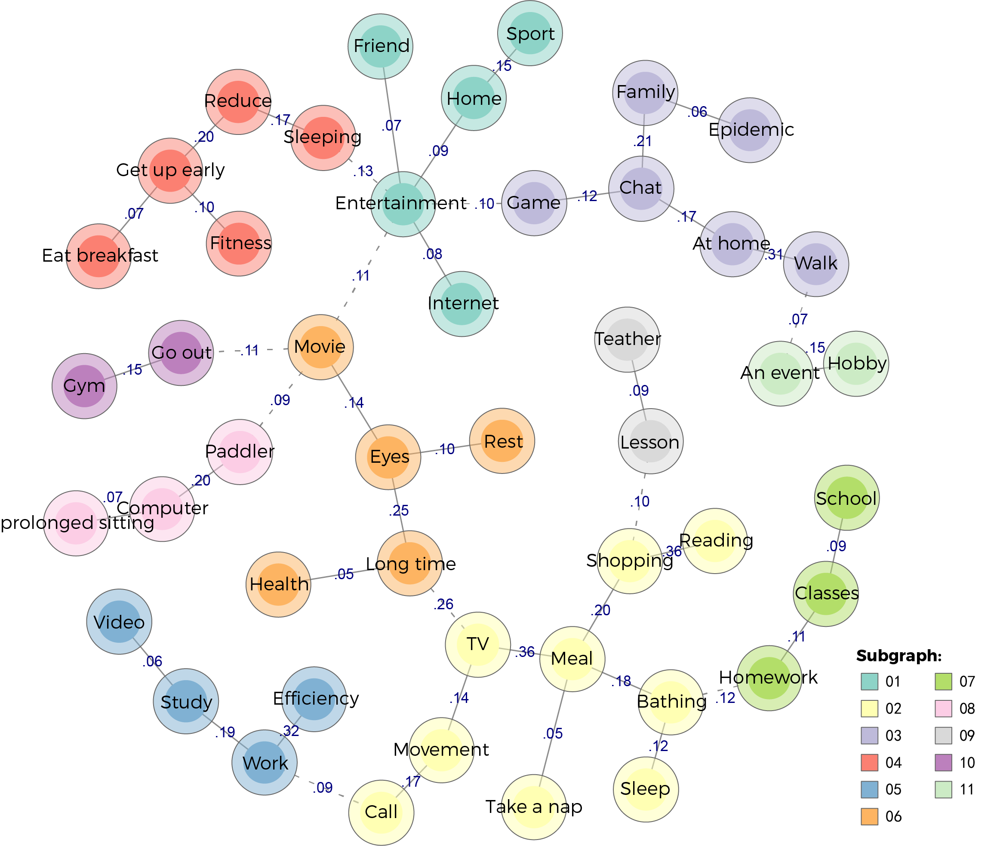 Sport
Friend
.15
Family
Home
Reduce
.06
.17
.07
Epidemic
Sleeping
.20
.21
.09
Get up early
.13
Chat
.12
Entertainment
.10
Game
.10
.07
.17
Fitness
At home
.31
Eat breakfast
.08
Walk
.11
Internet
.07
Teather
Movie
.15
Go out
.11
Hobby
.15
An event
Gym
.09
.09
.14
Rest
Lesson
.10
Paddler
Eyes
.20
.07
School
.10
Computer
.25
prolonged sitting
Reading
.09
.36
Shopping
Long time
.05
Health
Classes
.26
.20
Video
.11
TV
.36
Meal
Subgraph:
.06
Homework
.18
.14
.12
Efficiency
Study
Bathing
.32
.19
.05
.12
Movement
Work
.17
.09
Sleep
Take a nap
Call
01
07
02
08
03
09
04
10
05
11
06